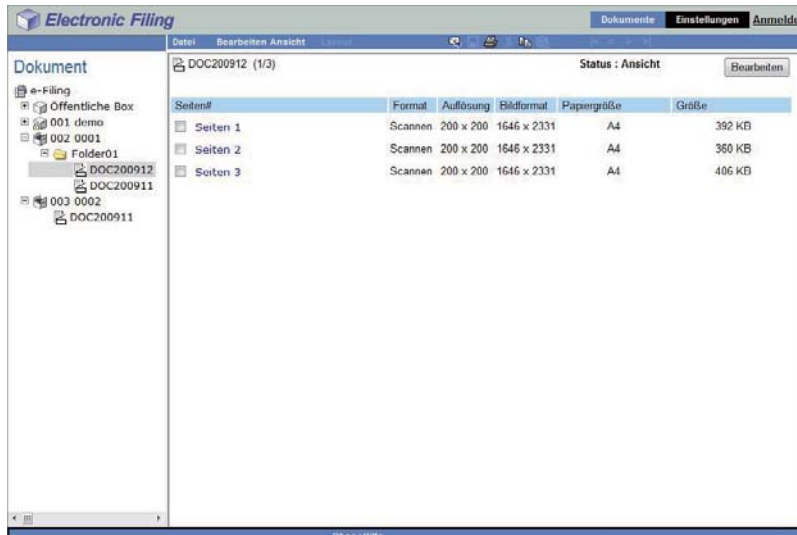 Electronic Filing
Dokumente Einstellungen Anmelde
Datei Bearbeiten Ansicht
Dokument
e-Filing
Öffentliche Box
001 demo
002 0001
Folder01
DOC200912
DOC200911
003 0002
DOC200911
DOC200912 (1/3) Status : Ansicht Bearbeiten
Seiten# Format Auflösung Bildformat Papiergröße Größe
Seiten 1 Scannen 200 x 200 1646 x 2331 A4 392 KB
Seiten 2 Scannen 200 x 200 1646 x 2331 A4 360 KB
Seiten 3 Scannen 200 x 200 1646 x 2331 A4 406 KB